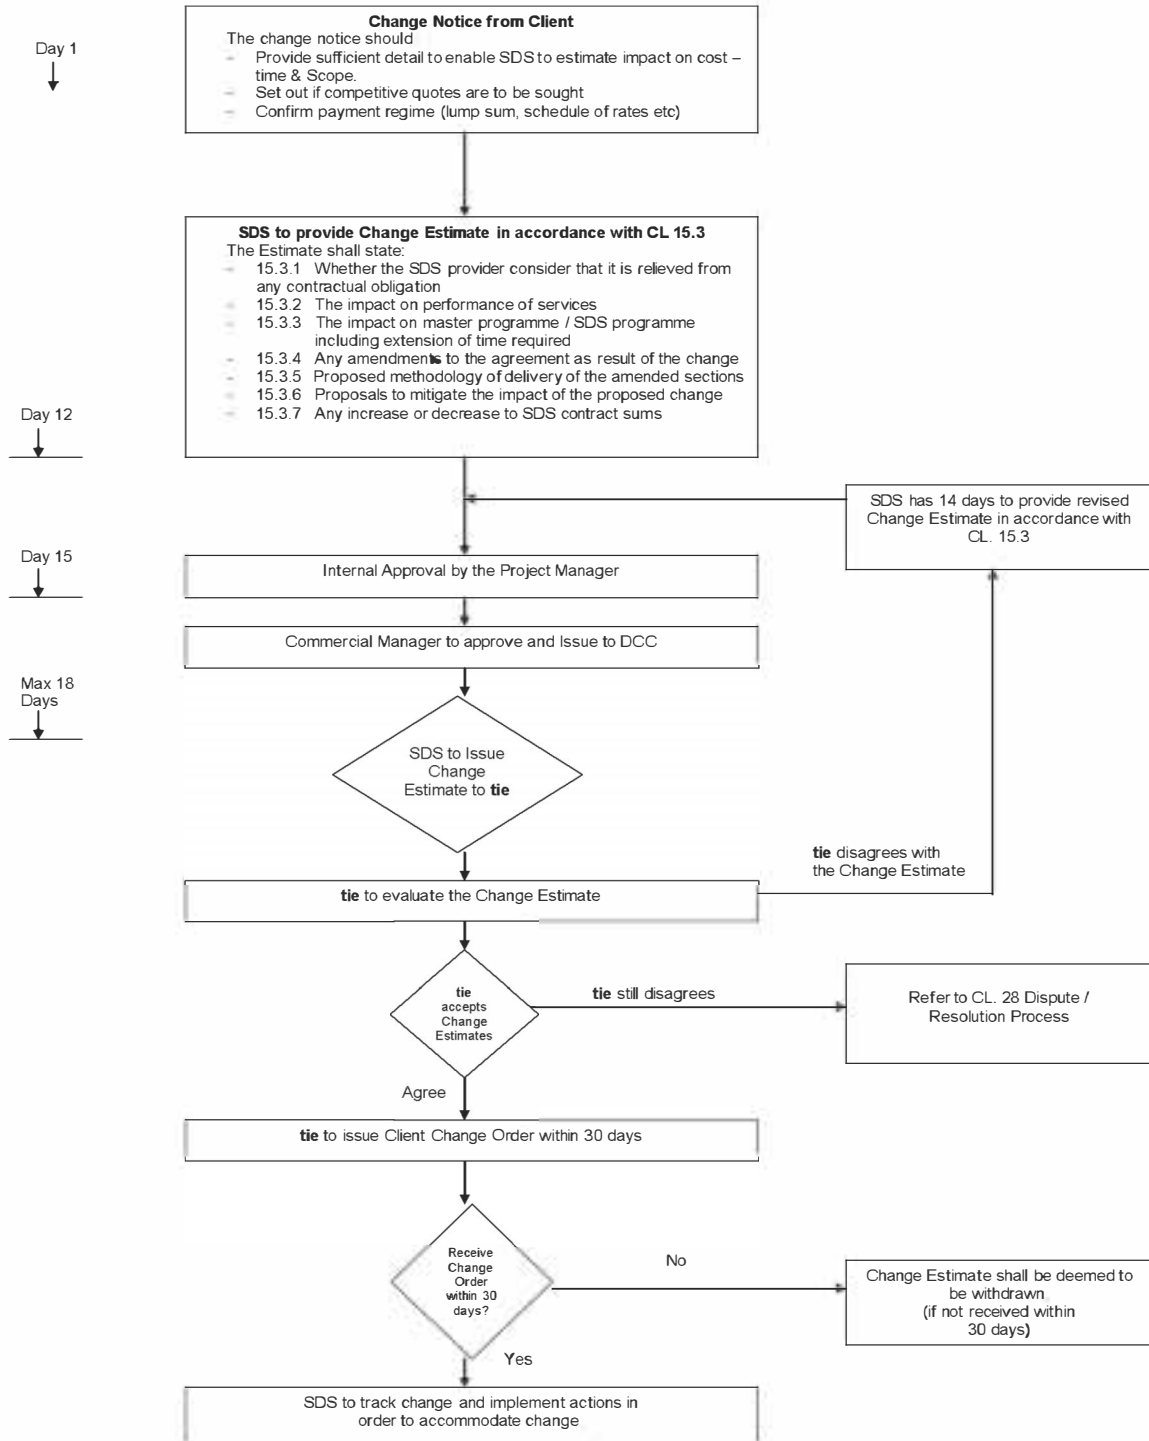 Change Notice from Client
The change notice should
- Provide sufficient detail to enable SDS to estimate impact on cost –
time & Scope.
- Set out if competitive quotes are to be sought
- Confirm payment regime (lump sum, schedule of rates etc)
Day 1
SDS to provide Change Estimate in accordance with CL 15.3
The Estimate shall state:
- 15.3.1 Whether the SDS provider consider that it is relieved from
any contractual obligation
- 15.3.2 The impact on performance of services
- 15.3.3 The impact on master programme / SDS programme
including extension of time required
- 15.3.4 Any amendments to the agreement as result of the change
- 15.3.5 Proposed methodology of delivery of the amended sections
- 15.3.6 Proposals to mitigate the impact of the proposed change
- 15.3.7 Any increase or decrease to SDS contract sums
Day 12
SDS has 14 days to provide revised
Change Estimate in accordance with
CL. 15.3
Day 15
Internal Approval by the Project Manager
Commercial Manager to approve and Issue to DCC
Max 18
Days
SDS to Issue
Change
Estimate to tie
tie disagrees with
the Change Estimate
tie to evaluate the Change Estimate
tie
accepts
Change
Estimates
tie still disagrees
Refer to CL. 28 Dispute /
Resolution Process
Agree
tie to issue Client Change Order within 30 days
Receive
Change
Order
within 30
days?
No
Change Estimate shall be deemed to
be withdrawn
(if not received within
30 days)
Yes
SDS to track change and implement actions in
order to accommodate change